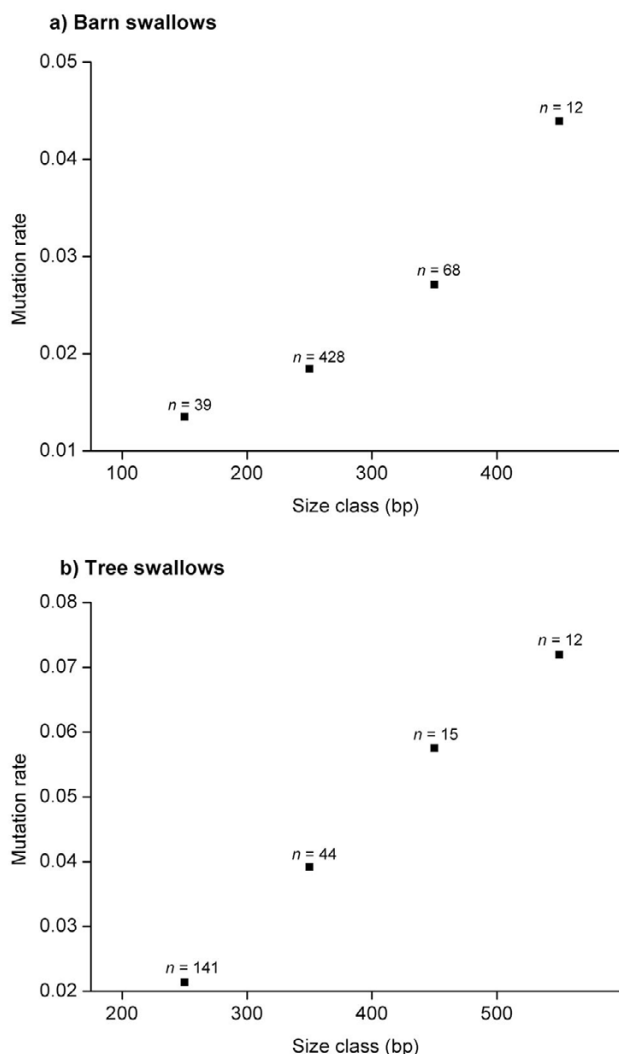 a) Barn swallows
0.05
n = 12
0.04
Mutation rate
0.03
n = 68
0.02
n = 428
n = 39
0.01
100 200 300 400
Size class (bp)
b) Tree swallows
0.08
n = 12
0.07
n = 15
0.06
Mutation rate
0.05
n = 44
0.04
0.03
n = 141
0.02
200 300 400 500
Size class (bp)